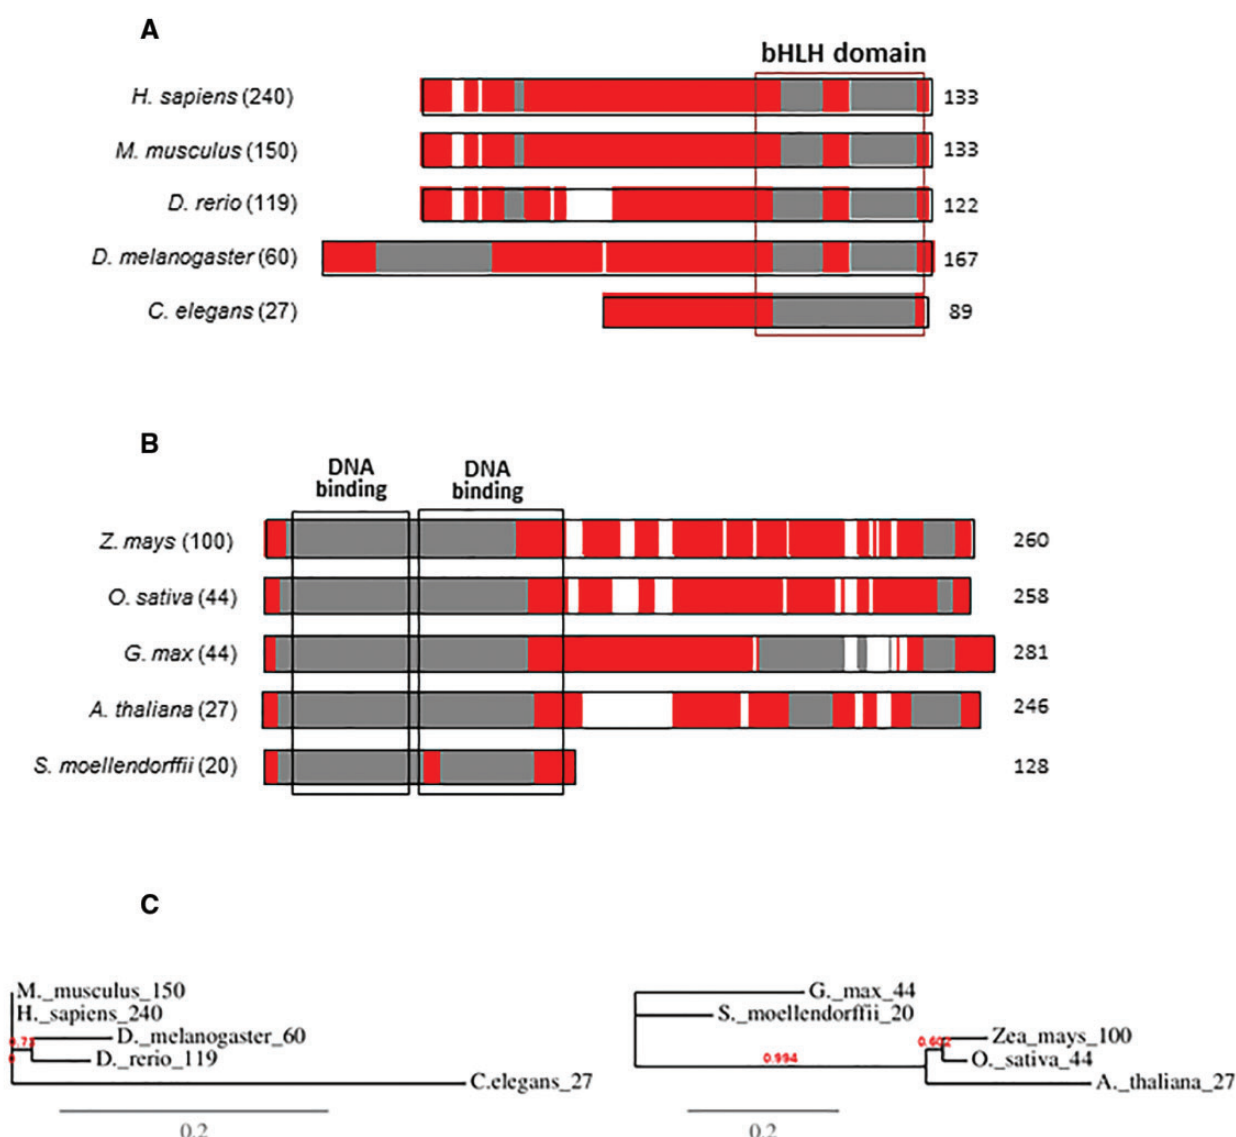 A
bHLH domain
H. sapiens (240) 133
M. musculus (150) 133
D. rerio (119) 122
D. melanogaster (60) 167
C. elegans (27) 89
B
DNA binding
DNA binding
Z. mays (100) 260
O. sativa (44) 258
G. max (44) 281
A. thaliana (27) 246
S. moellendorffii (20) 128
C
M._musculus_150
H._sapiens_240
D._melanogaster_60
0.73
D._rerio_119
C.elegans_27
0.2
G._max_44
S._moellendorffii_20
Zea_mays_100
0.994
O._sativa_44
A._thaliana_27
0.2